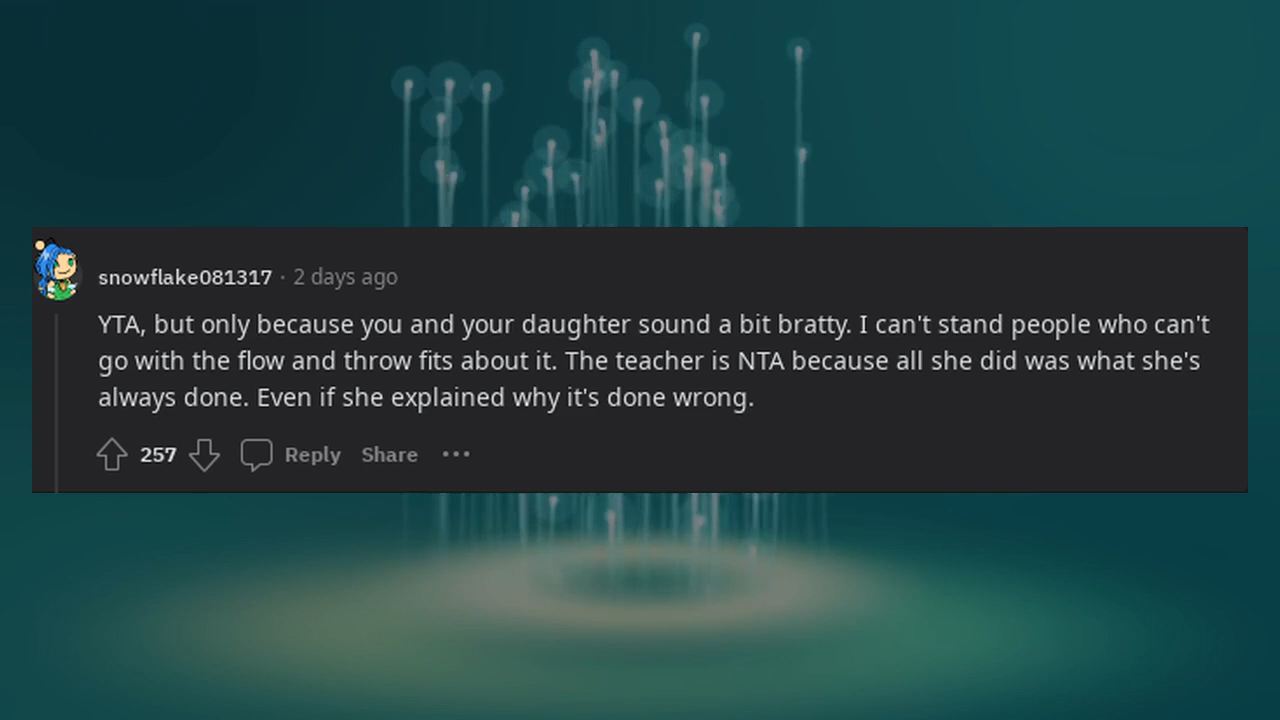 snowflake081317 · 2 days ago
YTA, but only because you and your daughter sound a bit bratty. I can't stand people who can't
go with the flow and throw fits about it. The teacher is NTA because all she did was what she's
always done. Even if she explained why it's done wrong.
257 Reply Share ···